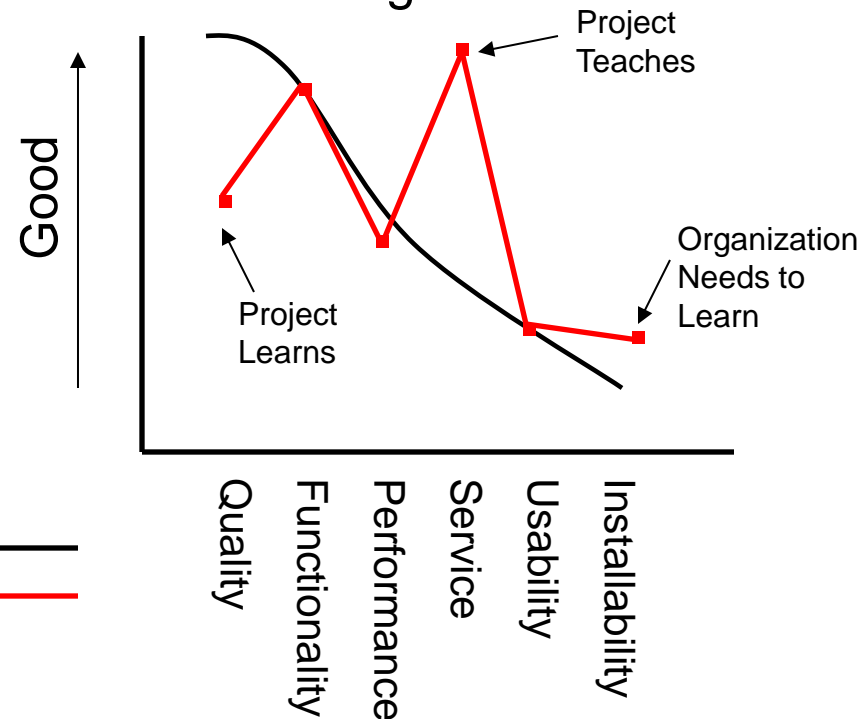 g
Project
Teaches
Good
Organization
Needs to
Learn
Project
Learns
Quality
Functionality
Performance
Service
Usability
Installability